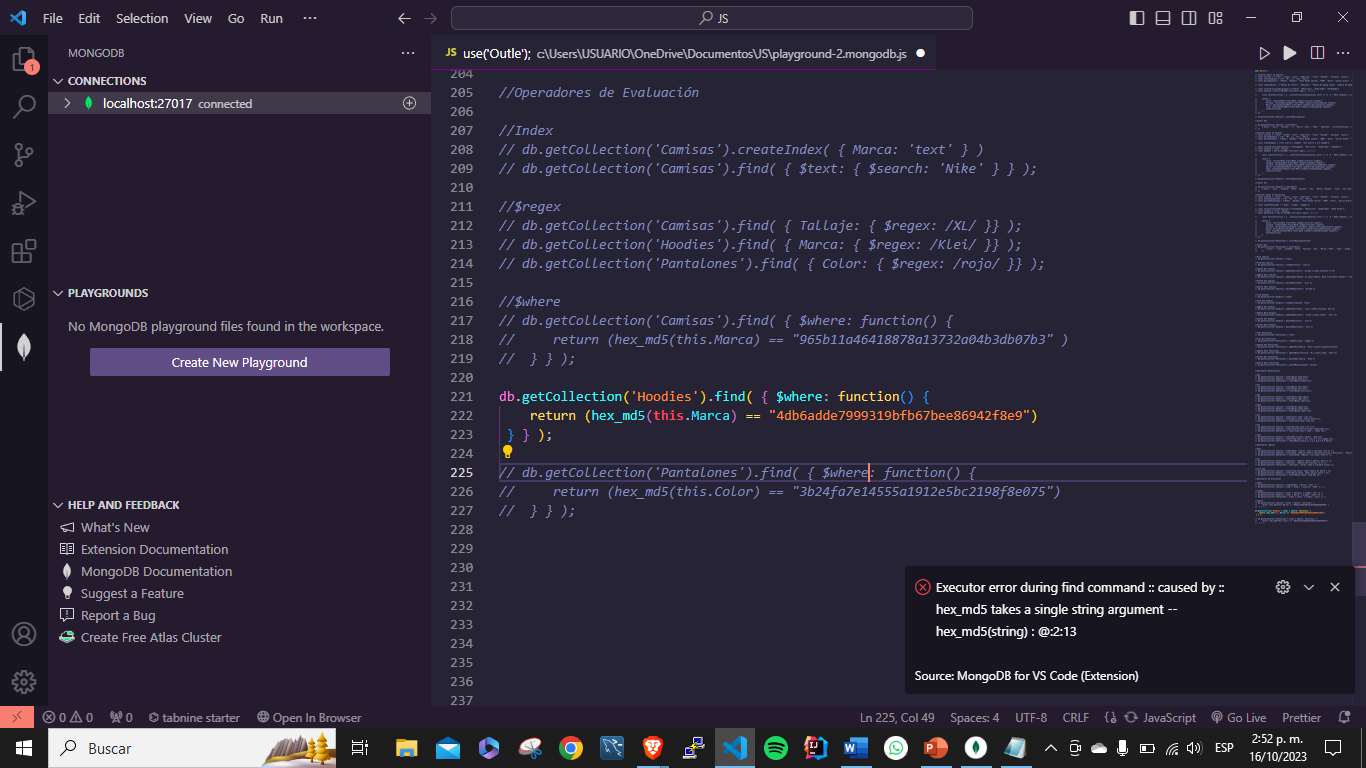 File Edit Selection View Go Run ··· JS
MONGODB ···
CONNECTIONS
localhost:27017 connected
PLAYGROUNDS
No MongoDB playground files found in the workspace.
Create New Playground
HELP AND FEEDBACK
What's New
Extension Documentation
MongoDB Documentation
Suggest a Feature
Report a Bug
Create Free Atlas Cluster
1
JS use('Outle'); c:\Users\USUARIO\OneDrive\Documentos\JS\playground-2.mongodb.js
204
205 //Operadores de Evaluación
206
207 //Index
208 // db.getCollection('Camisas').createIndex( { Marca: 'text' } )
209 // db.getCollection('Camisas').find( { $text: { $search: 'Nike' } } );
210
211 //$regex
212 // db.getCollection('Camisas').find( { Tallaje: { $regex: /XL/ }} );
213 // db.getCollection('Hoodies').find( { Marca: { $regex: /Klei/ }} );
214 // db.getCollection('Pantalones').find( { Color: { $regex: /rojo/ }} );
215
216 //$where
217 // db.getCollection('Camisas').find( { $where: function() {
218 // return (hex_md5(this.Marca) == "965b11a46418878a13732a04b3db07b3" )
219 // } } );
220
221 db.getCollection('Hoodies').find( { $where: function() {
222 return (hex_md5(this.Marca) == "4db6adde7999319bfb67bee86942f8e9")
223 } } );
224
225 // db.getCollection('Pantalones').find( { $where: function() {
226 // return (hex_md5(this.Color) == "3b24fa7e14555a1912e5bc2198f8e075")
227 // } } );
228
229
230
231
232
233
234
235
236
237
Executor error during find command :: caused by ::
hex_md5 takes a single string argument --
hex_md5(string) : @:2:13
Source: MongoDB for VS Code (Extension)
0 0 0 tabnine starter Open In Browser Ln 225, Col 49 Spaces: 4 UTF-8 CRLF {} JavaScript Go Live Prettier
Buscar
ESP
2:52 p. m.
16/10/2023